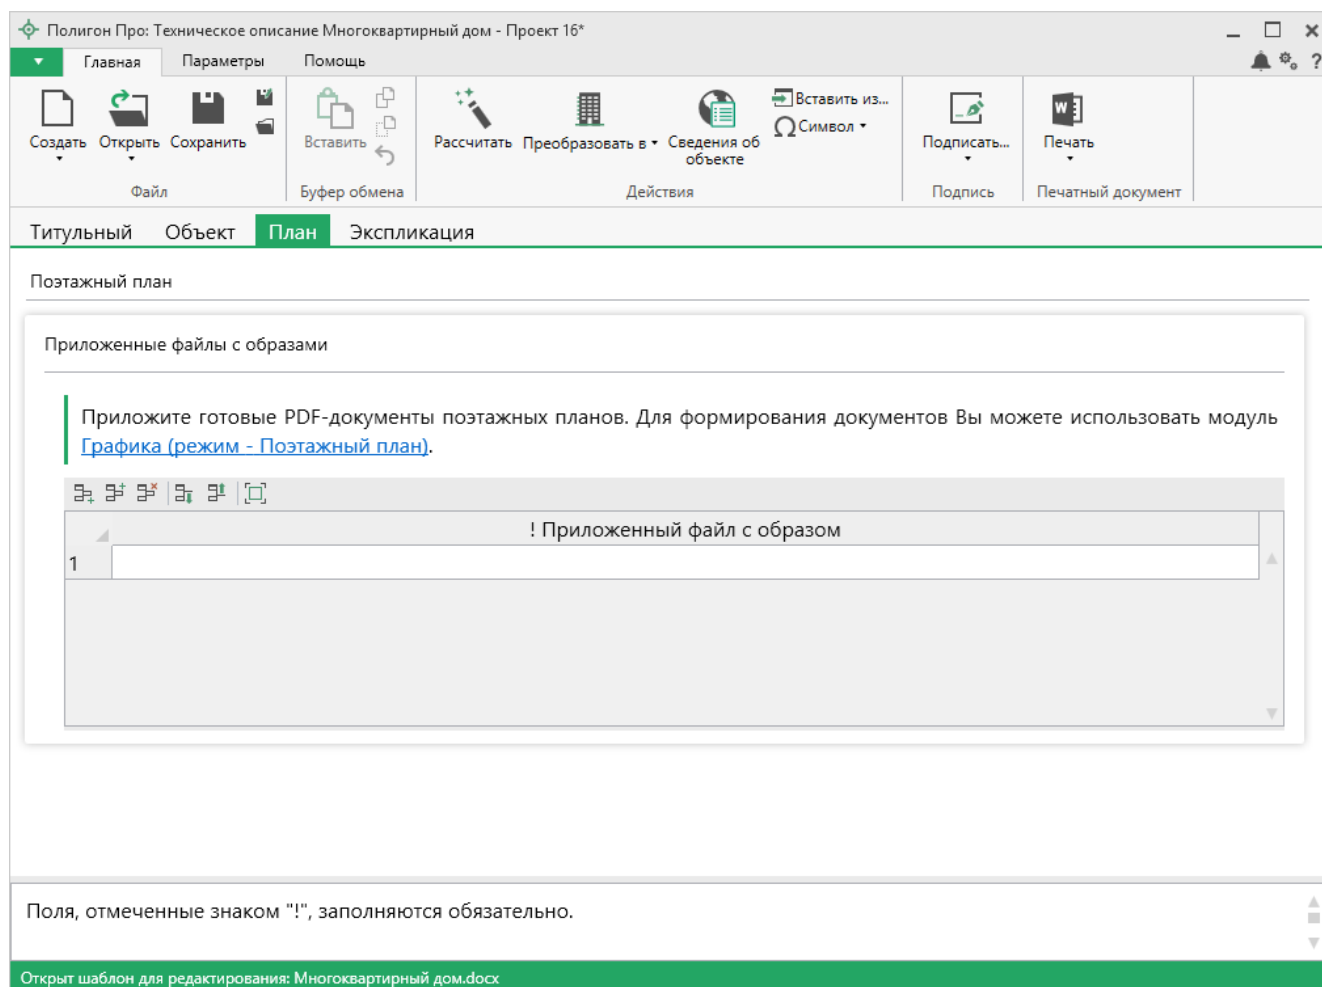 Полигон Про: Техническое описание Многоквартирный дом - Проект 16*
Главная Параметры Помощь ?
Создать Открыть Сохранить Вставить Рассчитать Преобразовать в Сведения об объекте Вставить из... Символ Подписать... Печать
Файл Буфер обмена Действия Подпись Печатный документ
Титульный Объект План Экспликация
Поэтажный план
Приложенные файлы с образами
Приложите готовые PDF-документы поэтажных планов. Для формирования документов Вы можете использовать модуль
Графика (режим - Поэтажный план).
! Приложенный файл с образом
1
Поля, отмеченные знаком "!", заполняются обязательно.
Открыт шаблон для редактирования: Многоквартирный дом.docx